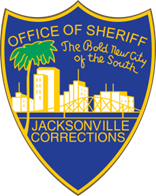 OFFICE OF SHERIFF
The Bold New City
of the South
JACKSONVILLE
CORRECTIONS